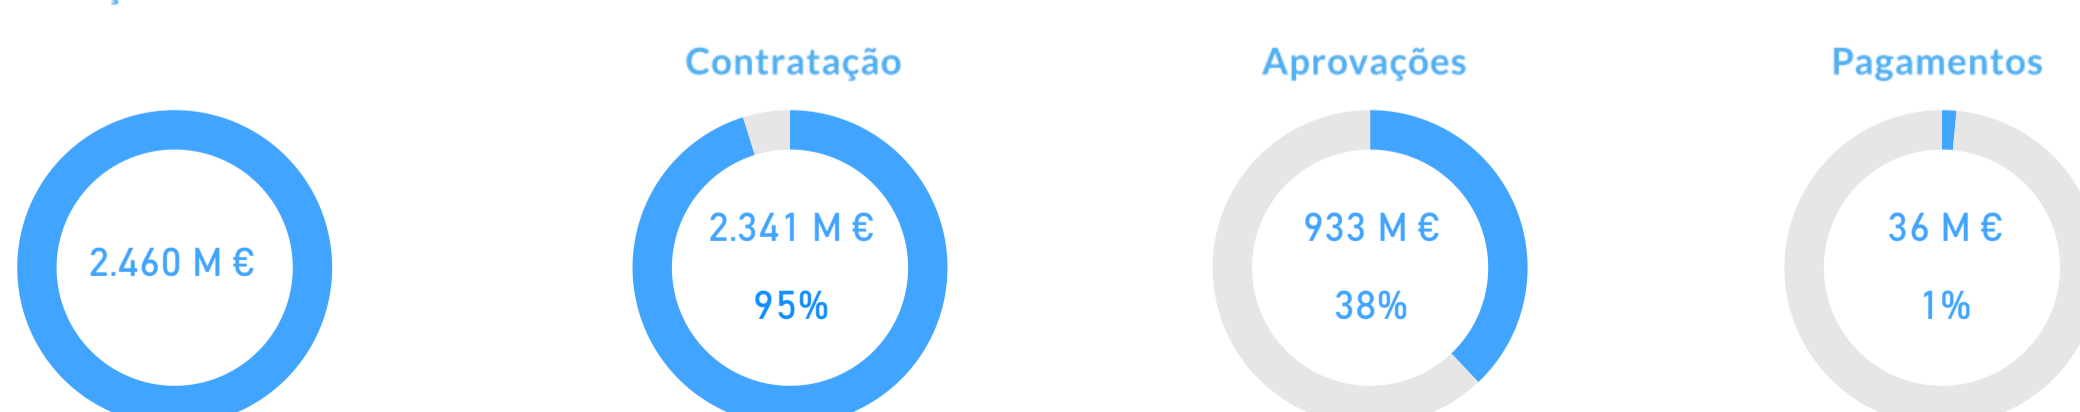 Contratação
Aprovações
Pagamentos
2.460 M €
2.341 M €
95%
933 M €
38%
36 M €
1%